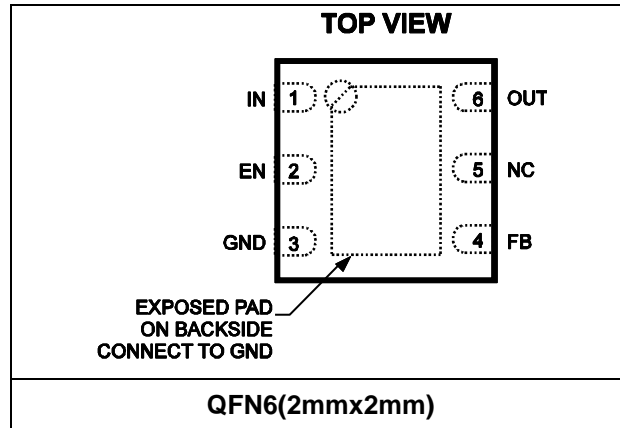 TOP VIEW
IN 1 6 OUT
EN 2 5 NC
GND 3 4 FB
EXPOSED PAD
ON BACKSIDE
CONNECT TO GND
QFN6(2mmx2mm)